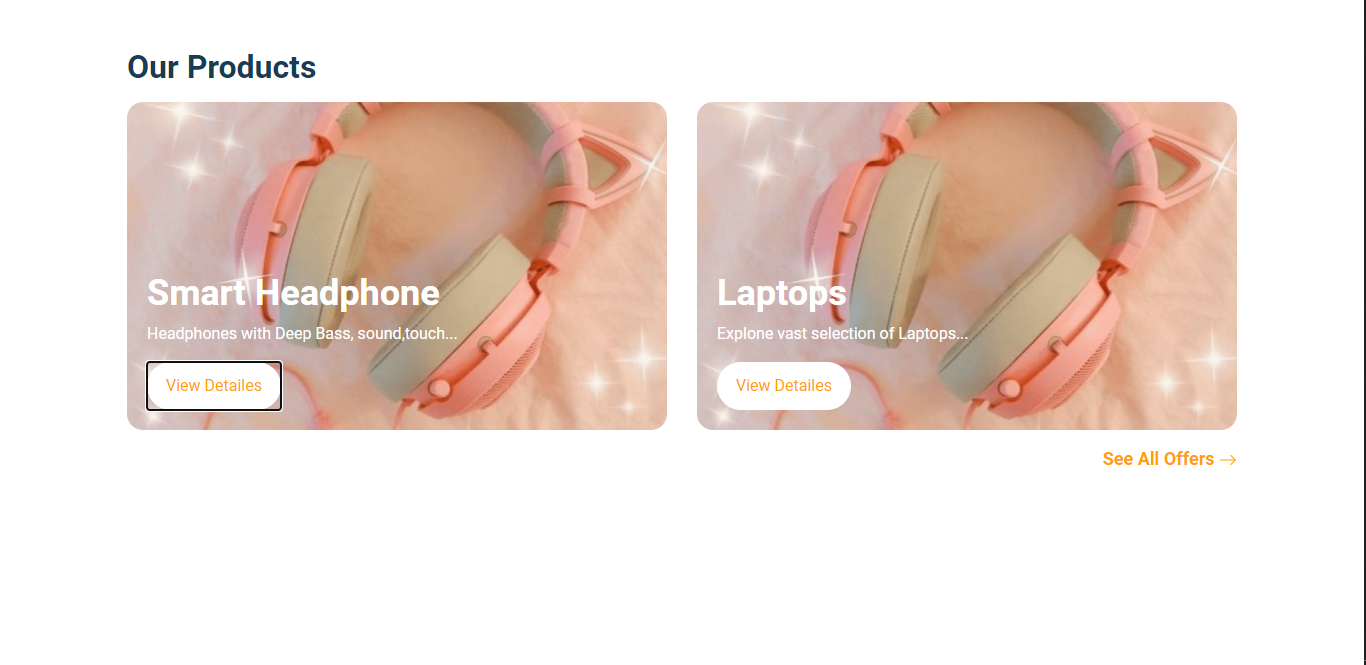 Our Products
Smart Headphone
Headphones with Deep Bass, sound,touch...
View Detailes
Laptops
Explone vast selection of Laptops...
View Detailes
See All Offers